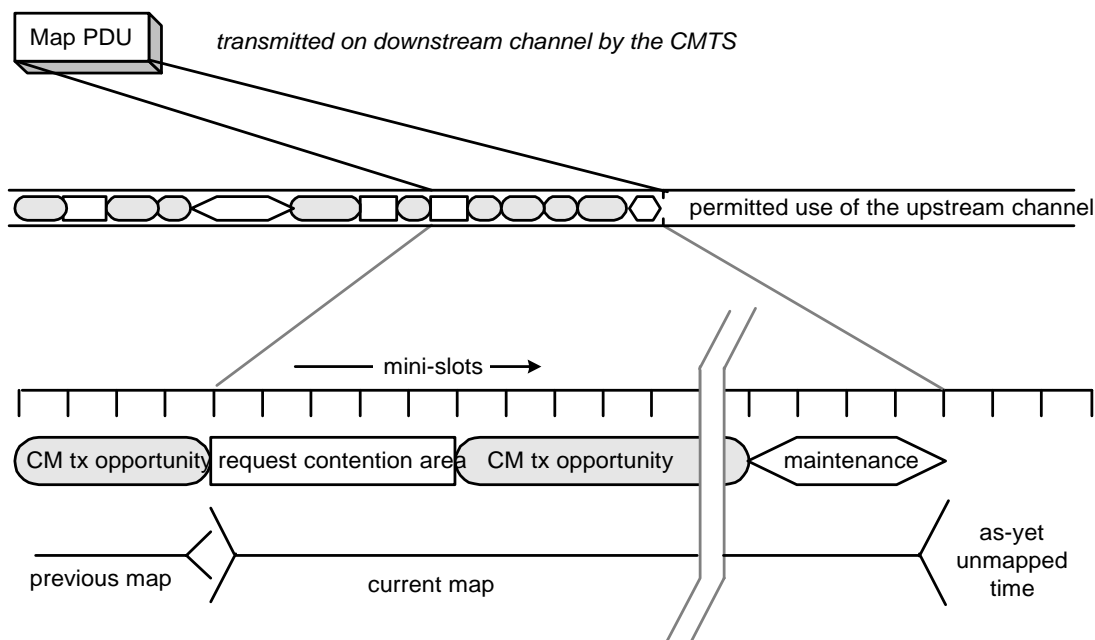 Map PDU
transmitted on downstream channel by the CMTS
permitted use of the upstream channel
mini-slots
CM tx opportunity
request contention area
CM tx opportunity
maintenance
previous map
current map
as-yet
unmapped
time